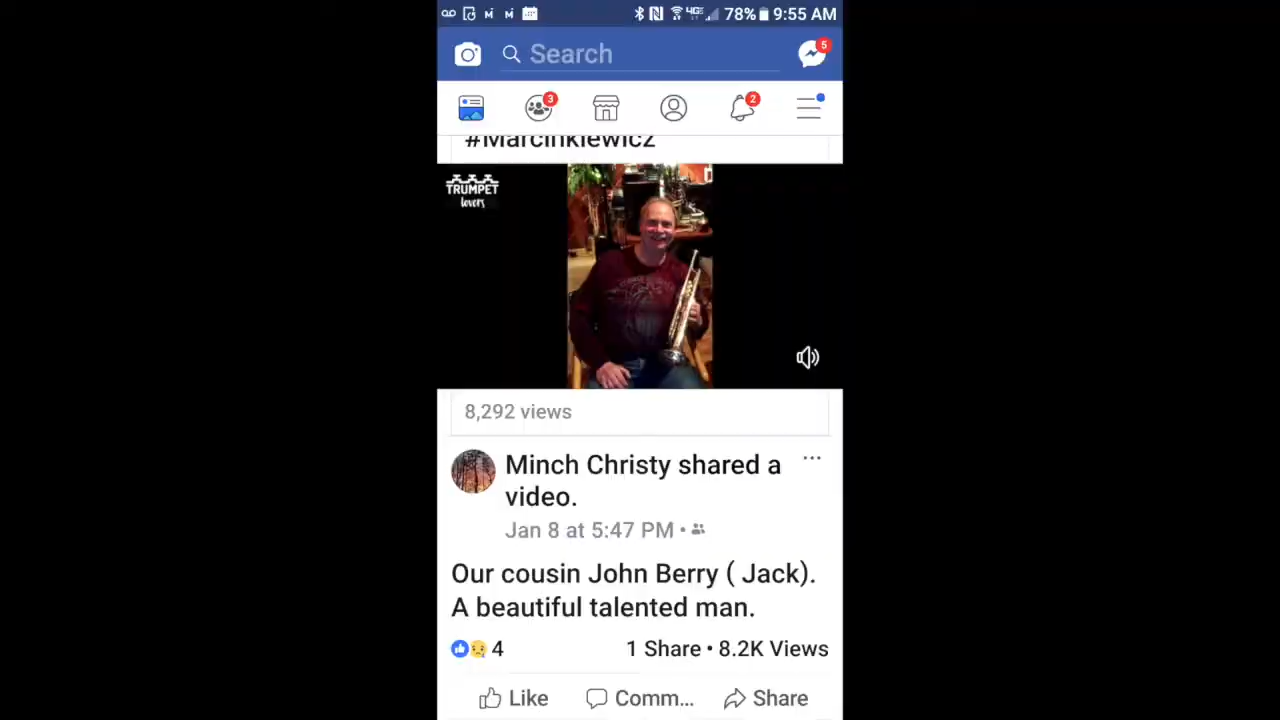 4G
78%
9:55 AM
Search
5
3
2
#Marcinkiewicz
TRUMPET
lovers
8,292 views
Minch Christy shared a
video.
Jan 8 at 5:47 PM •
Our cousin John Berry ( Jack).
A beautiful talented man.
4
1 Share • 8.2K Views
Like
Comm...
Share